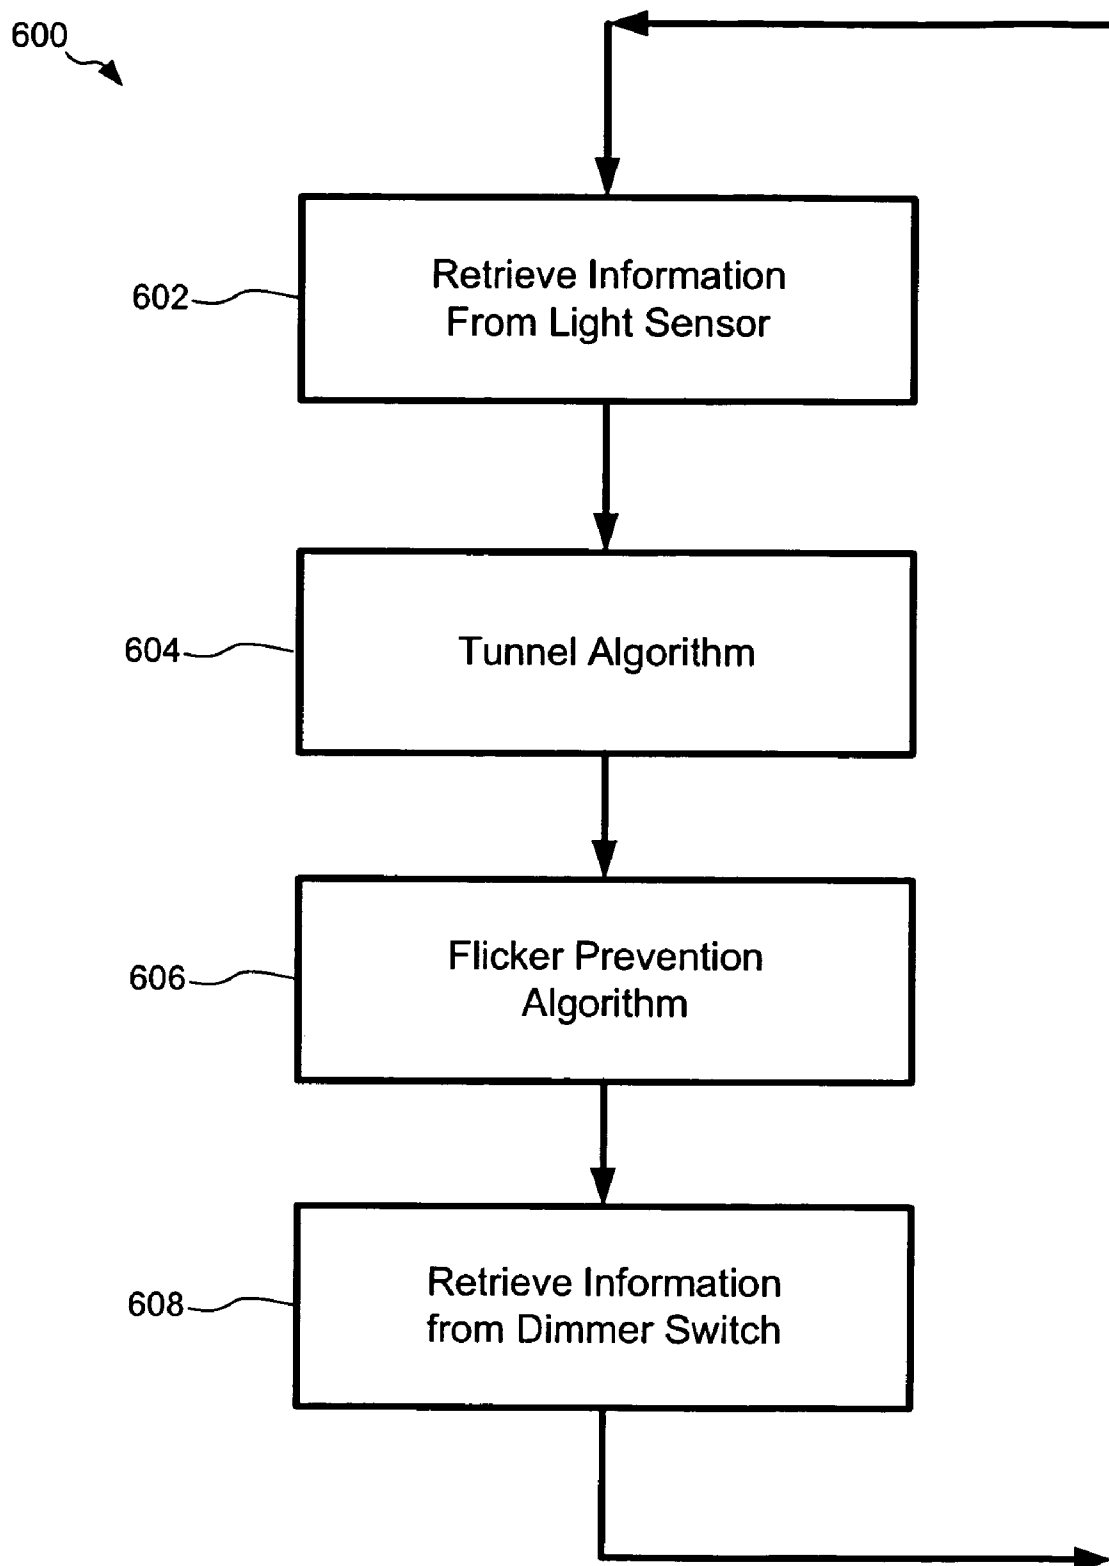 600
602
Retrieve Information
From Light Sensor
604
Tunnel Algorithm
606
Flicker Prevention
Algorithm
608
Retrieve Information
from Dimmer Switch